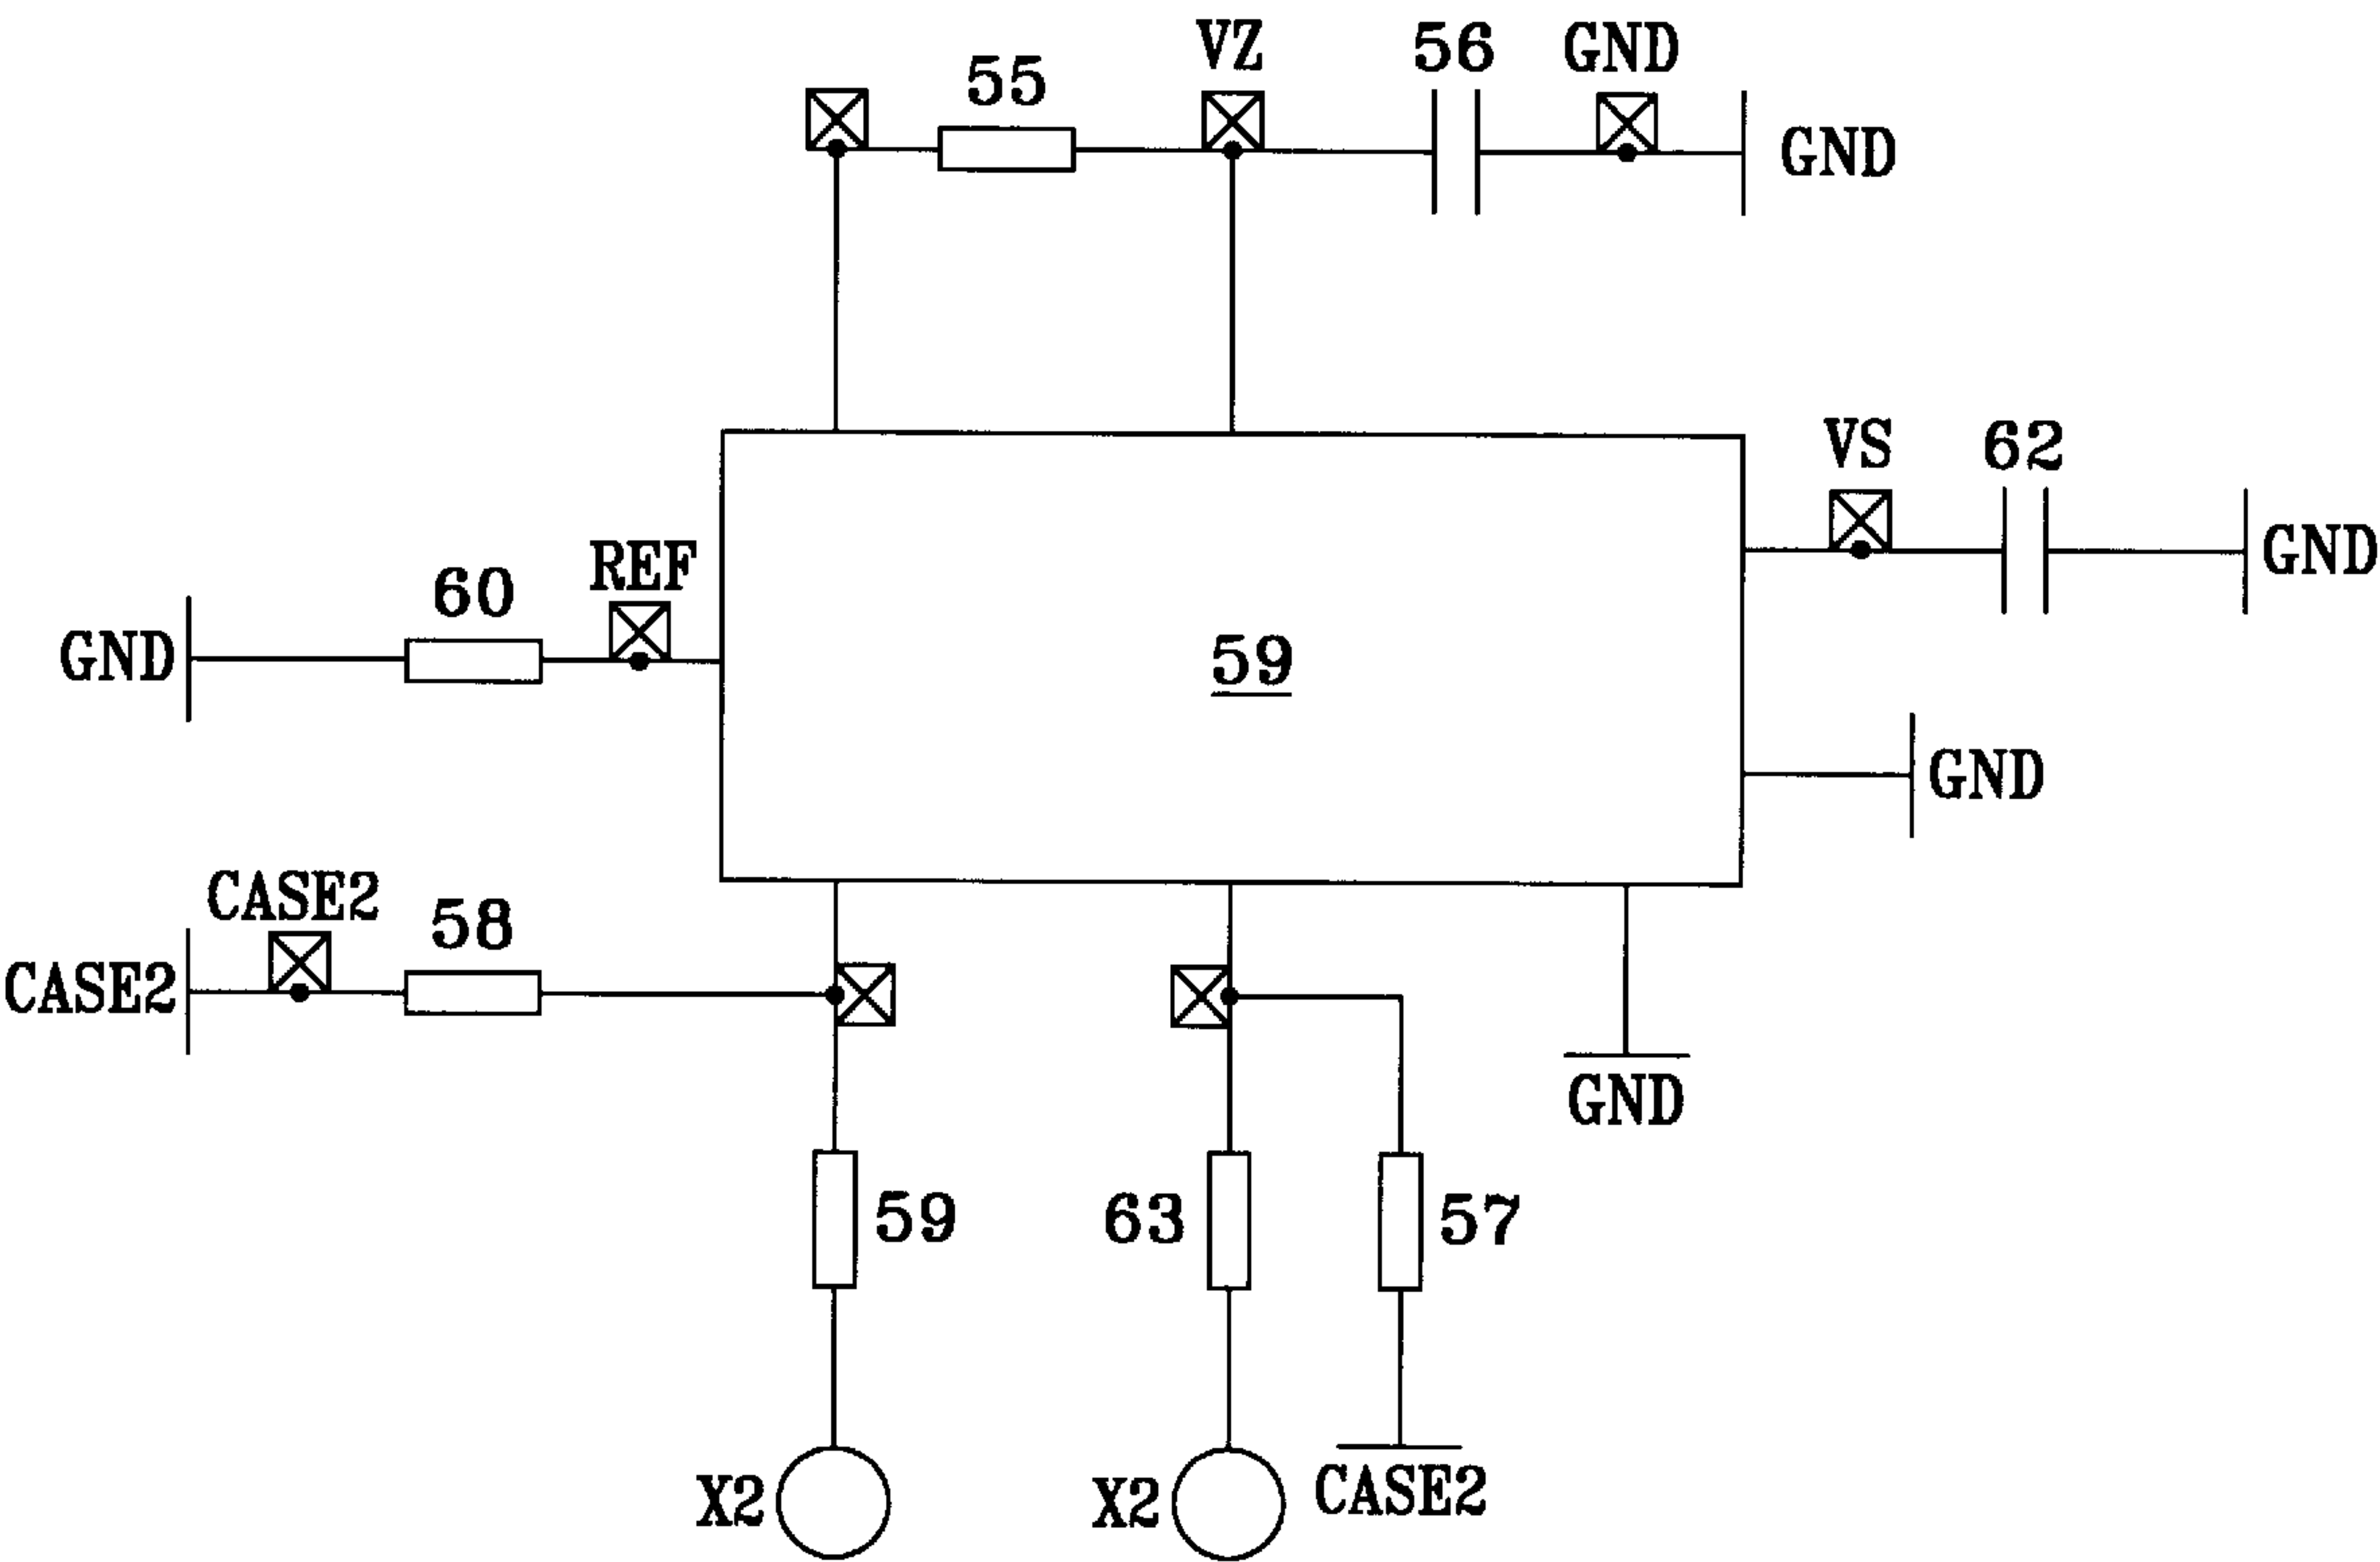 VZ
56
GND
55
GND
VS
62
REF
60
GND
GND
59
GND
CASE2
58
CASE2
GND
59
63
57
X2
X2
CASE2